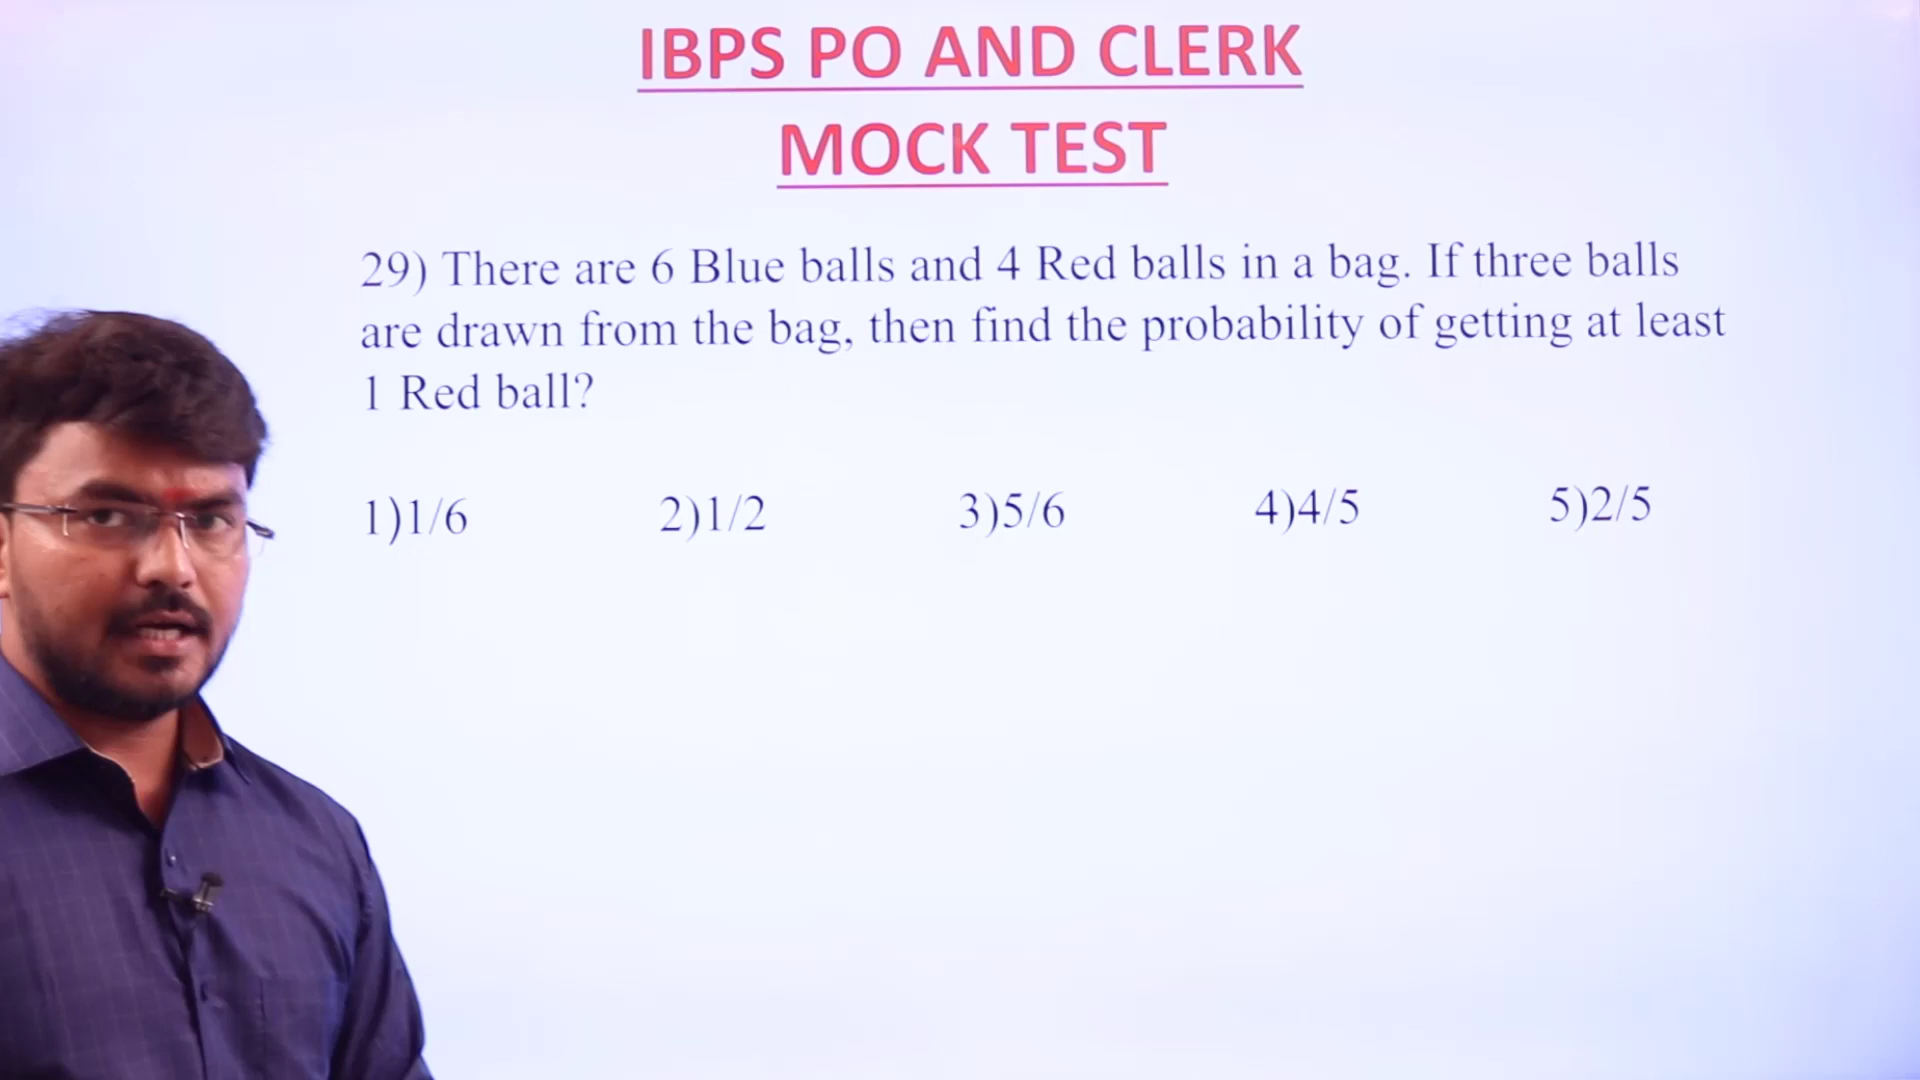 IBPS PO AND CLERK
MOCK TEST
29) There are 6 Blue balls and 4 Red balls in a bag. If three balls
are drawn from the bag, then find the probability of getting at least
1 Red ball?
1)1/6 2)1/2 3)5/6 4)4/5 5)2/5